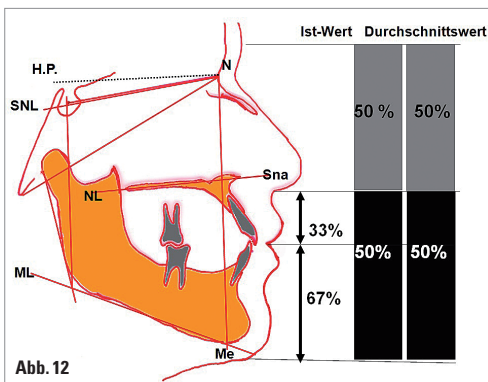 Ist-Wert Durchschnittswert
H.P.
N
SNL
50 % 50%
Sna
NL
33%
50% 50%
ML
67%
Me
Abb. 12